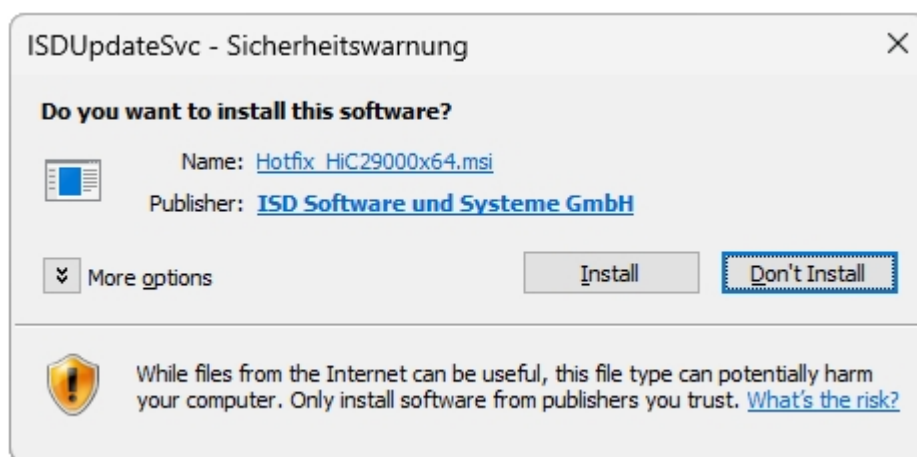 ISDUpdateSvc - Sicherheitswarnung
Do you want to install this software?
Name: Hotfix_HiC29000x64.msi
Publisher: ISD Software und Systeme GmbH
More options
Install
Don't Install
While files from the Internet can be useful, this file type can potentially harm
your computer. Only install software from publishers you trust. What's the risk?